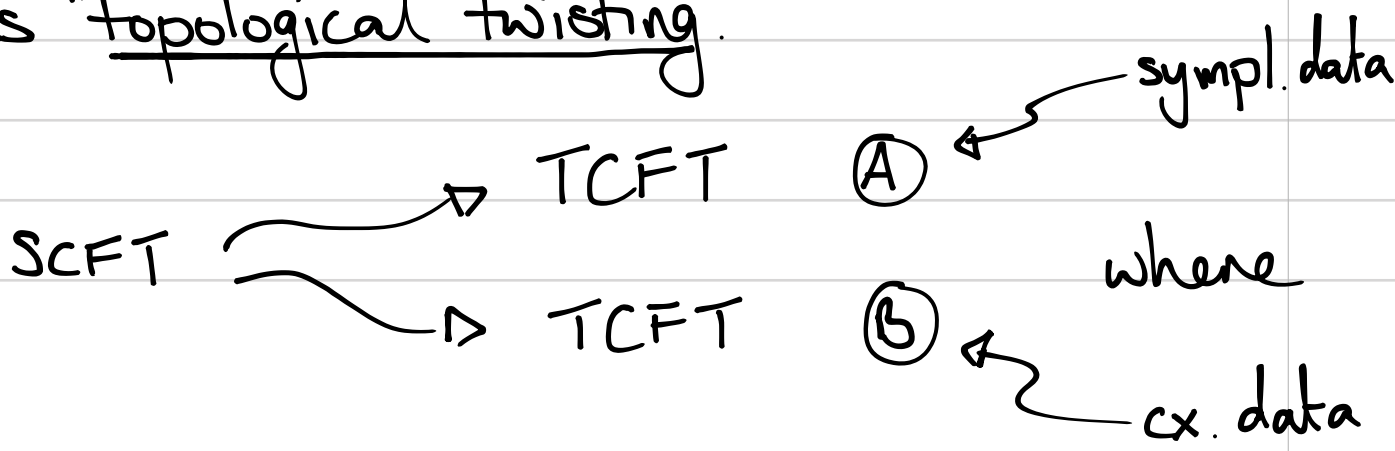 s topological twisting.
sympl. data
TCFT A
SCFT
where
TCFT B
cx. data